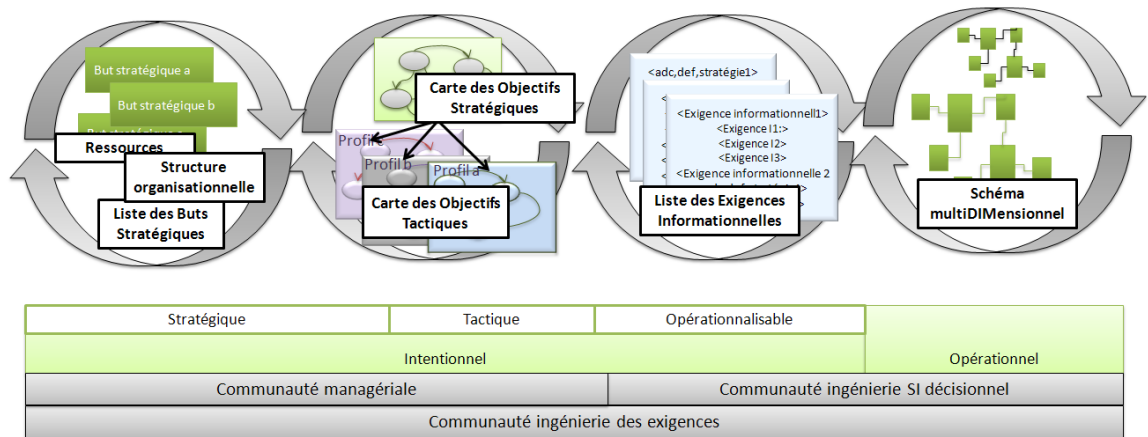 But stratégique a
But stratégique b
Ressources
Structure
organisationnelle
Liste des Buts
Stratégiques
Carte des Objectifs
Stratégiques
Profil
Profil b
Profil a
Carte des Objectifs
Tactiques
<adc,def,stratégie1>
<Exigence informationnell1>
<Exigence I1:>
<Exigence I2>
<Exigence I3>
<Exigence informationnelle 2
Liste des Exigences
Informationnelles
Schéma
multiDIMensionnel
Stratégique
Tactique
Opérationnalisable
Intentionnel
Opérationnel
Communauté managériale
Communauté ingénierie SI décisionnel
Communauté ingénierie des exigences